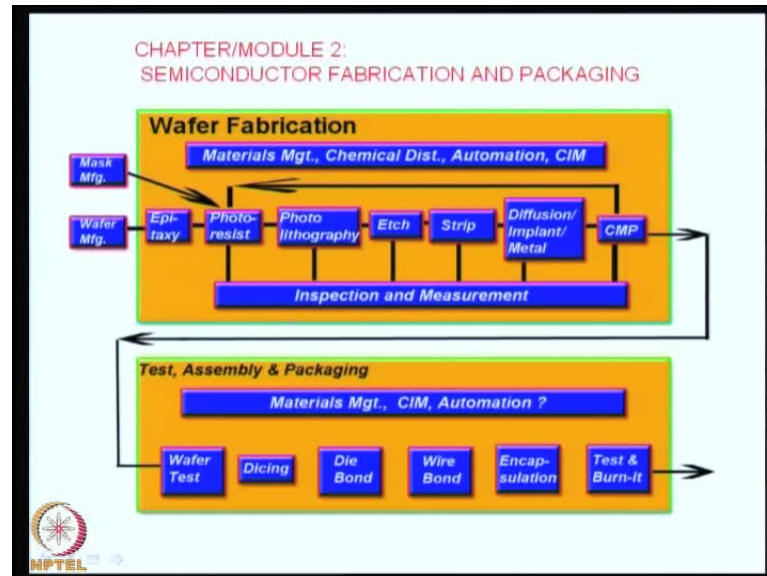 CHAPTER/MODULE 2:
SEMICONDUCTOR FABRICATION AND PACKAGING
Wafer Fabrication
Materials Mgt., Chemical Dist., Automation, CIM
Mask
Mfg.
Wafer
Mfg.
Epi-
taxy
Photo-
resist
Photo
lithography
Etch
Strip
Diffusion/
Implant/
Metal
CMP
Inspection and Measurement
Test, Assembly & Packaging
Materials Mgt., CIM, Automation ?
Wafer
Test
Dicing
Die
Bond
Wire
Bond
Encap-
sulation
Test &
Burn-it
NPTEL